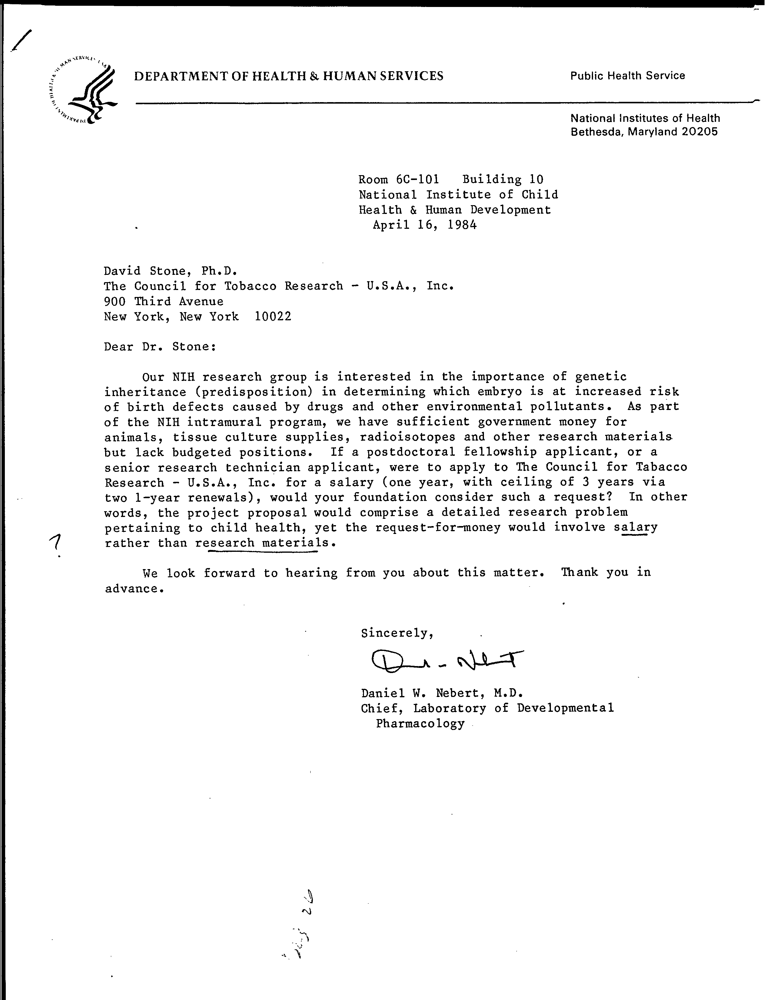 DEPARTMENT OF HEALTH & HUMAN SERVICES
Public Health Service
National Institutes of Health
Bethesda, Maryland 20205
Room 6C-101 Building 10
National Institute of Child
Health & Human Development
April 16, 1984
David Stone, Ph.D.
The Council for Tobacco Research - U.S.A., Inc.
900 Third Avenue
New York, New York 10022
Dear Dr. Stone:
Our NIH research group is interested in the importance of genetic
inheritance (predisposition) in determining which embryo is at increased risk
of birth defects caused by drugs and other environmental pollutants. As part
of the NIH intramural program, we have sufficient government money for
animals, tissue culture supplies, radioisotopes and other research materials
but lack budgeted positions. If a postdoctoral fellowship applicant, or a
senior research technician applicant, were to apply to The Council for Tabacco
Research - U.S.A., Inc. for a salary (one year, with ceiling of 3 years via
two 1-year renewals), would your foundation consider such a request? In other
words, the project proposal would comprise a detailed research problem
pertaining to child health, yet the request-for-money would involve salary
? rather than research materials.
We look forward to hearing from you about this matter. Thank you in
advance.
Sincerely,
Daniel W. Nebert, M.D.
Chief, Laboratory of Developmental
Pharmacology